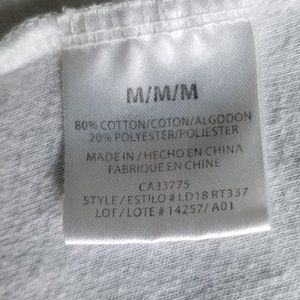 M/M/M
80% COTTON/COTON/ALGODON
20% POLYESTER/POLIESTER
MADE IN / HECHO EN CHINA
FABRIQUE EN CHINE
CA33775
STYLE / ESTILO # LD18 RT337
LOT / LOTE # 14257/ A01